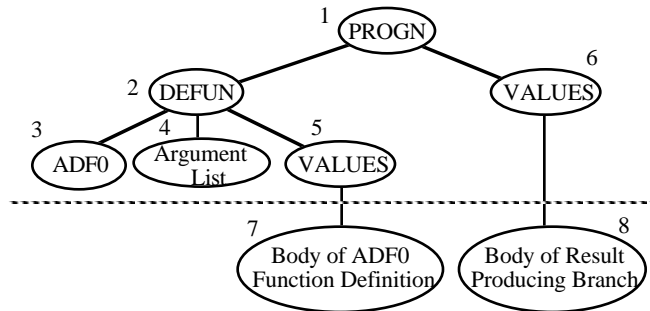 1
PROGN
2
DEFUN
6
VALUES
3
ADF0
4
Argument
List
5
VALUES
7
Body of ADF0
Function Definition
8
Body of Result
Producing Branch